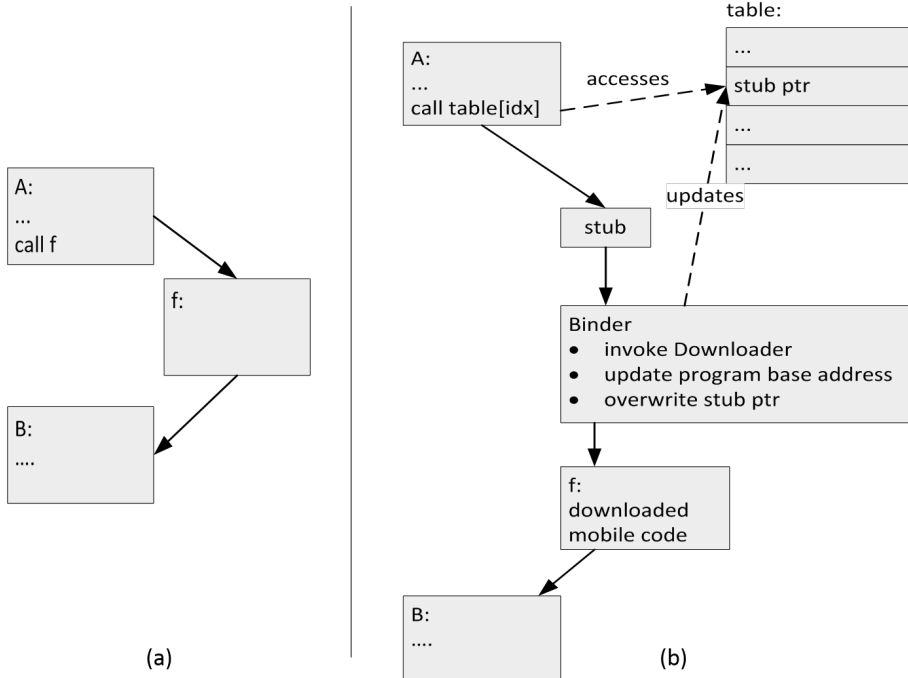 A:
...
call f
f:
B:
....
(a)
table:
...
stub ptr
...
...
A:
...
call table[idx]
accesses
updates
stub
Binder
● invoke Downloader
● update program base address
● overwrite stub ptr
f:
downloaded
mobile code
B:
....
(b)